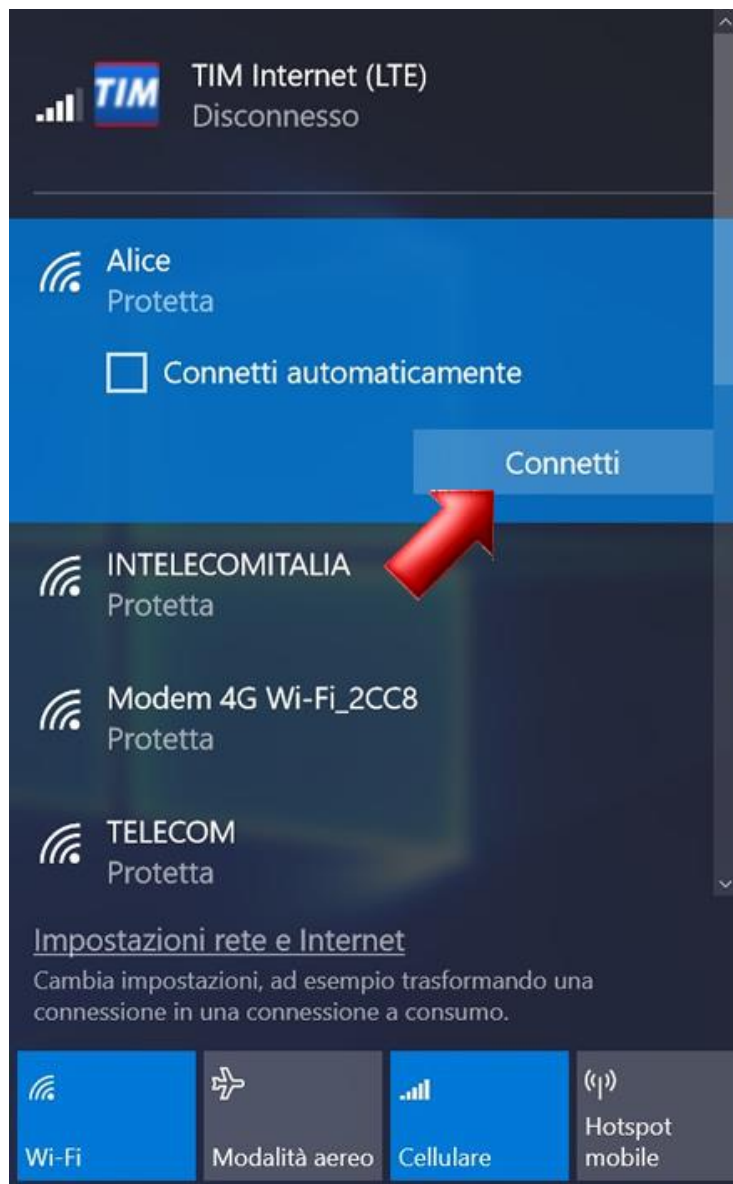 TIM
TIM Internet (LTE)
Disconnesso
Alice
Protetta
Connetti automaticamente
Connetti
INTELECOMITALIA
Protetta
Modem 4G Wi-Fi_2CC8
Protetta
TELECOM
Protetta
Impostazioni rete e Internet
Cambia impostazioni, ad esempio trasformando una
connessione in una connessione a consumo.
Wi-Fi
Modalità aereo
Cellulare
Hotspot
mobile